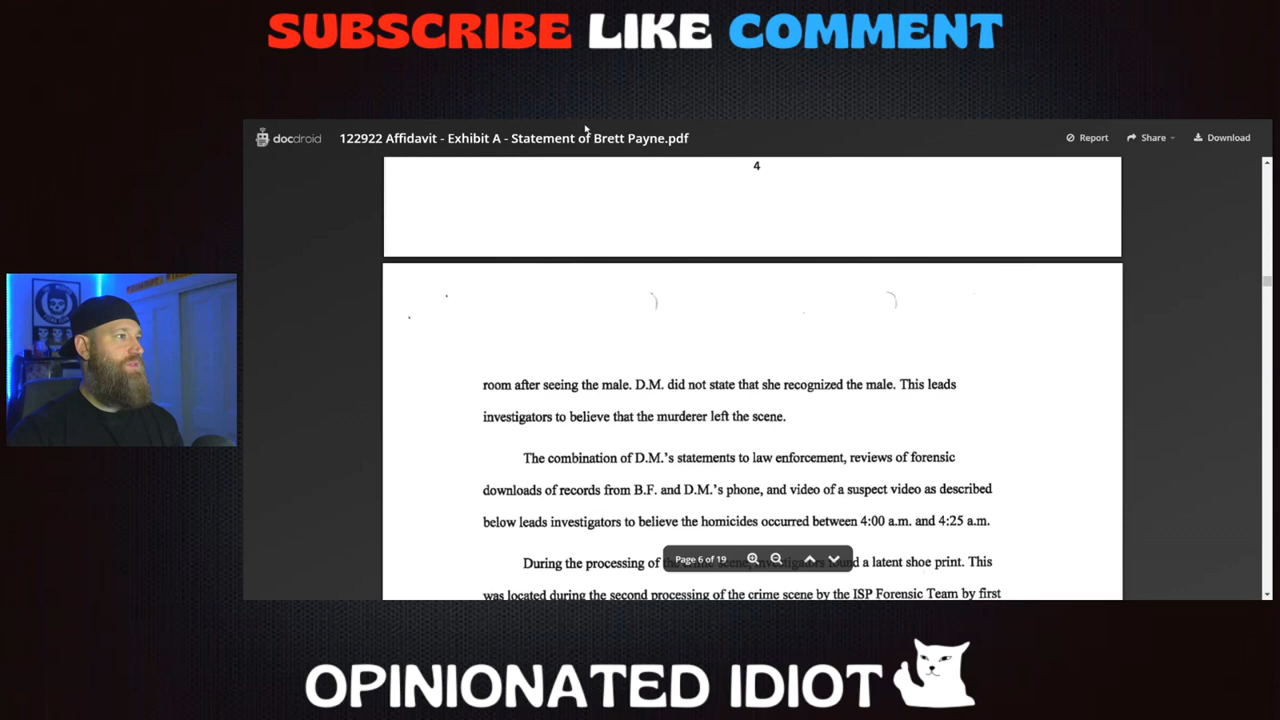 SUBSCRIBE LIKE COMMENT
docdroid
122922 Affidavit - Exhibit A - Statement of Brett Payne.pdf
Report
Share
Download
4
room after seeing the male. D.M. did not state that she recognized the male. This leads
investigators to believe that the murderer left the scene.
The combination of D.M.'s statements to law enforcement, reviews of forensic
downloads of records from B.F. and D.M.'s phone, and video of a suspect video as described
below leads investigators to believe the homicides occurred between 4:00 a.m. and 4:25 a.m.
During the processing of the crime scene, investigators found a latent shoe print. This
Page 6 of 19
was located during the second processing of the crime scene by the ISP Forensic Team by first
OPINIONATED IDIOT